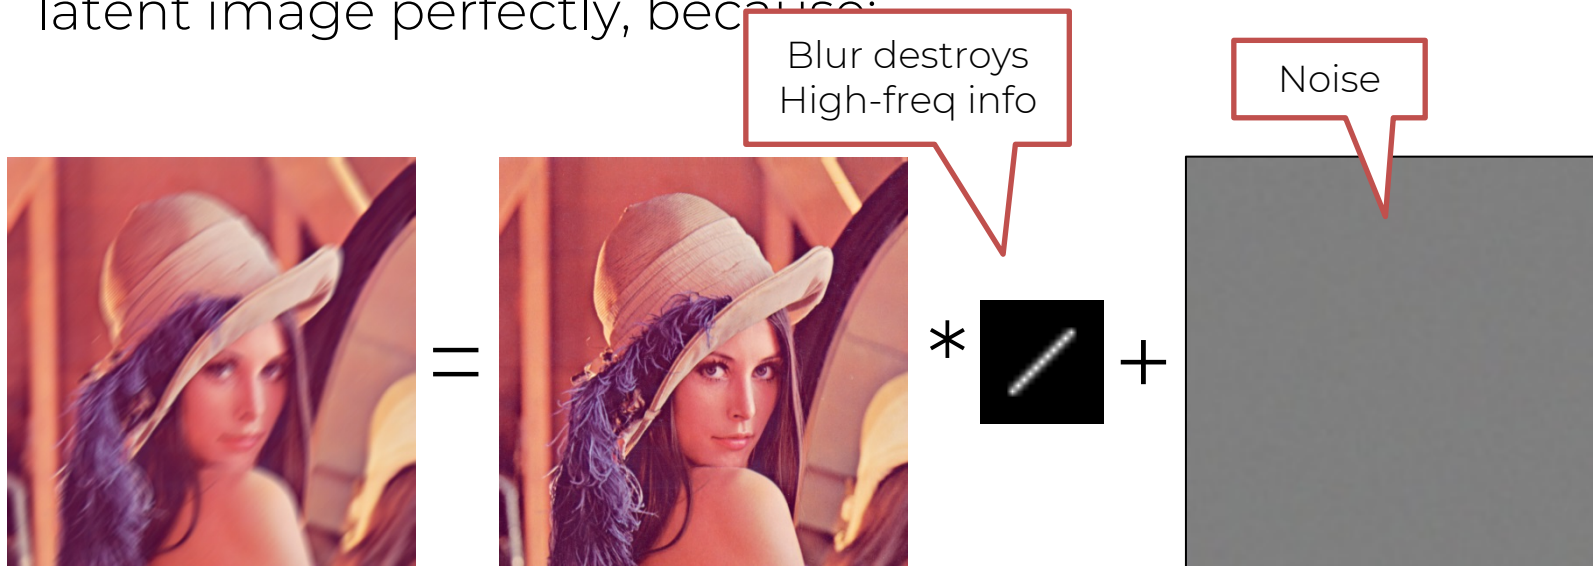 latent image perfectly, because:
Blur destroys
High-freq info
Noise
=
*
+